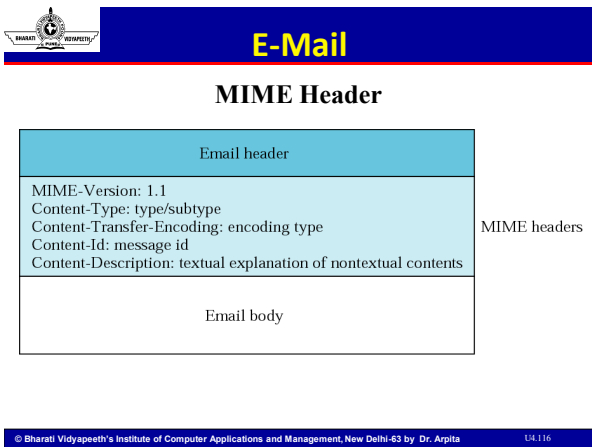 BHARATI
VIDYAPEETH
PUNE
E-Mail
MIME Header
Email header
MIME-Version: 1.1
Content-Type: type/subtype
Content-Transfer-Encoding: encoding type
Content-Id: message id
Content-Description: textual explanation of nontextual contents
MIME headers
Email body
© Bharati Vidyapeeth's Institute of Computer Applications and Management, New Delhi-63 by Dr. Arpita
U4.116